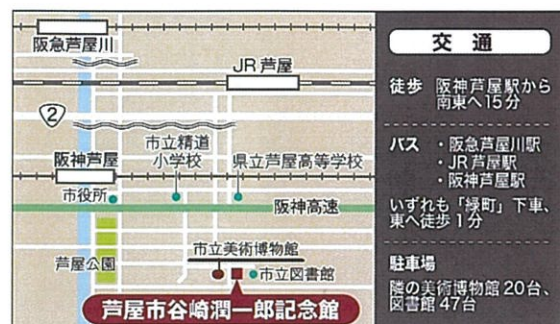 阪急芦屋川
JR芦屋
2
市立精道
小学校
県立芦屋高等学校
阪神芦屋
市役所
阪神高速
芦屋公園
市立美術博物館
市立図書館
芦屋市谷崎潤一郎記念館
交通
徒歩 阪神芦屋駅から
南東へ15分
バス ・阪急芦屋川駅
・JR芦屋駅
・阪神芦屋駅
いずれも「緑町」下車、
東へ徒歩1分
駐車場
隣の美術博物館20台、
図書館47台